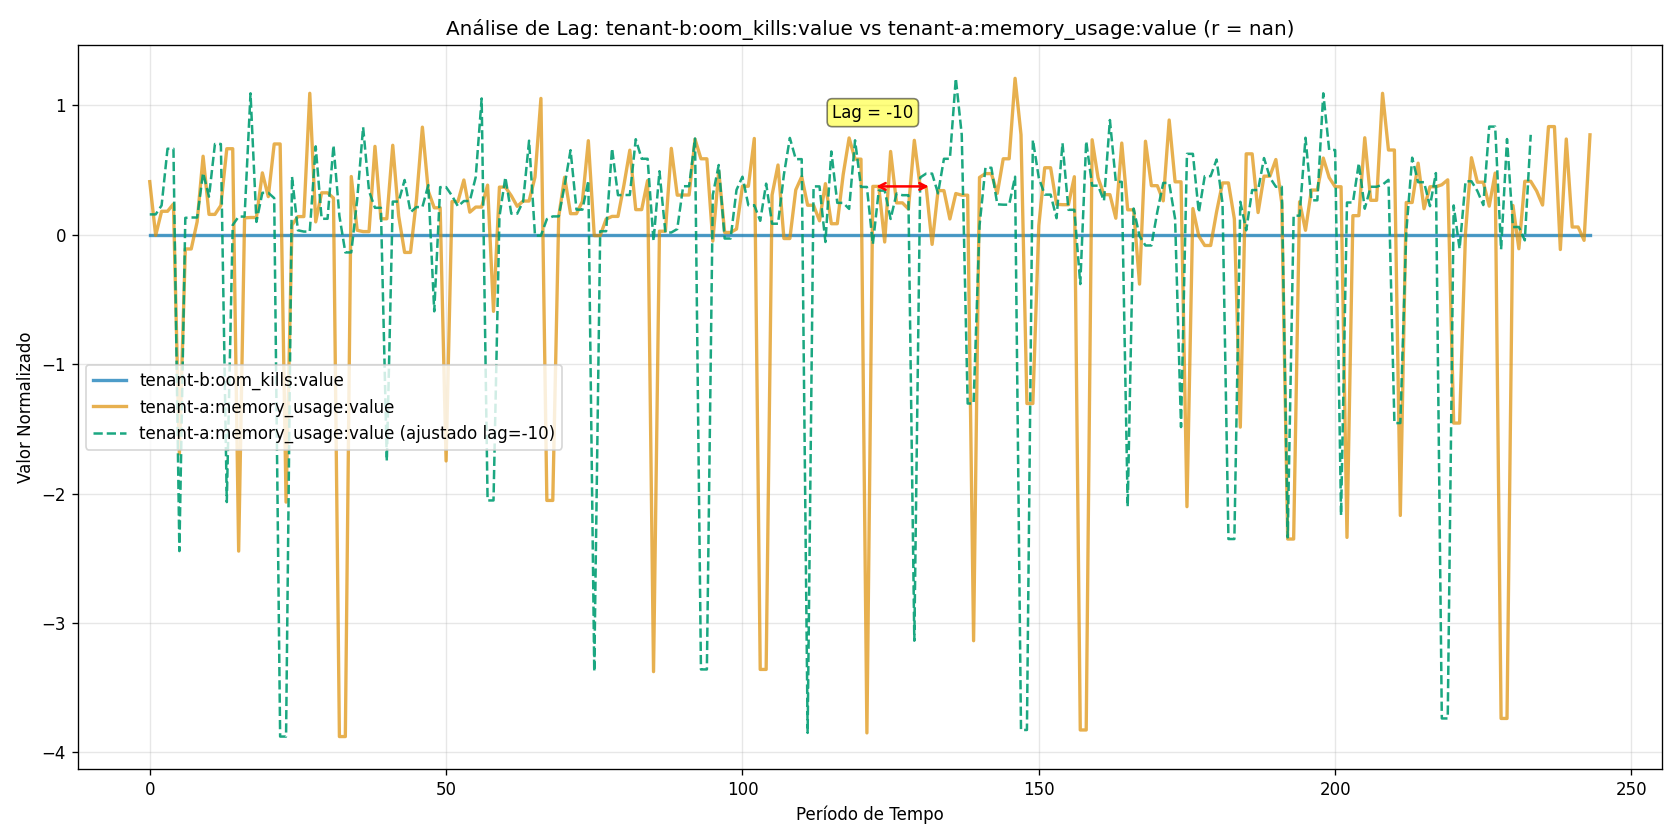 Análise de Lag: tenant-b:oom_kills:value vs tenant-a:memory_usage:value (r = nan)
Valor Normalizado
1
0
−1
−2
−3
−4
Lag = -10
tenant-b:oom_kills:value
tenant-a:memory_usage:value
tenant-a:memory_usage:value (ajustado lag=-10)
0
50
100
150
200
250
Período de Tempo